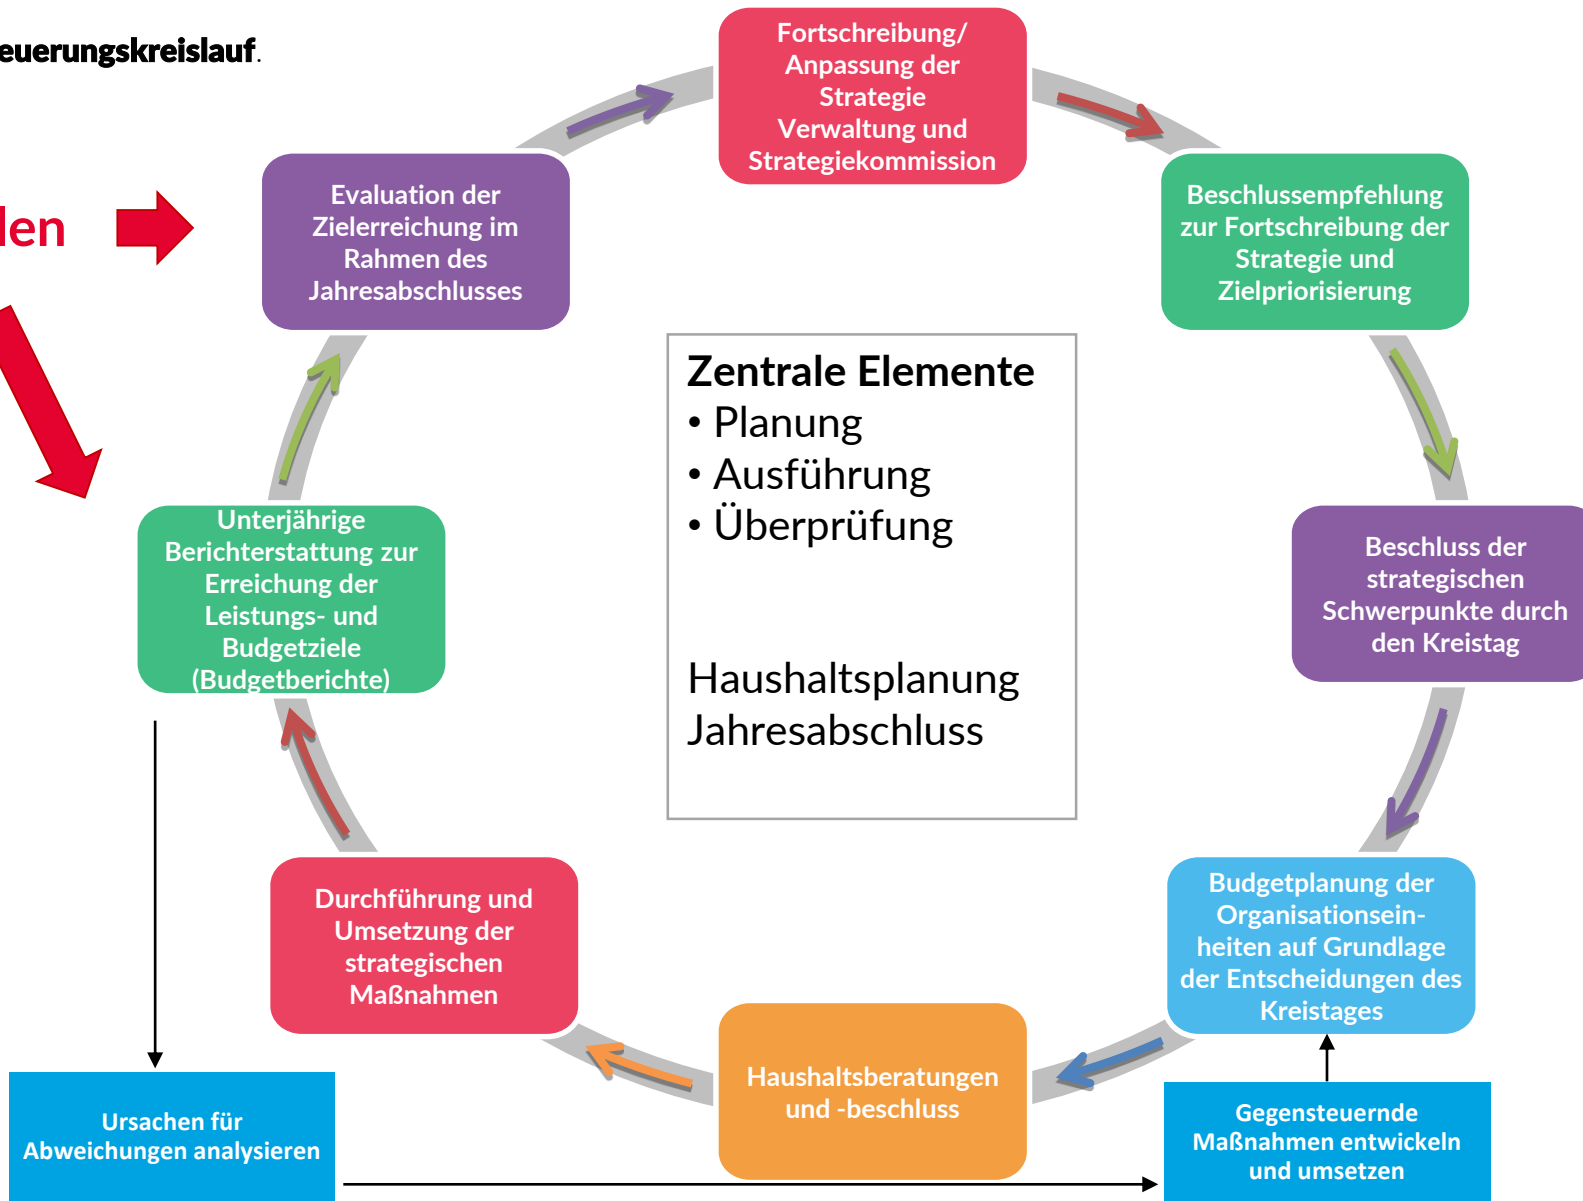 euerungskreislauf.
Fortschreibung/
Anpassung der
Strategie
Verwaltung und
Strategiekommission
len
Evaluation der
Zielerreichung im
Rahmen des
Jahresabschlusses
Beschlussempfehlung
zur Fortschreibung der
Strategie und
Zielpriorisierung
Zentrale Elemente
• Planung
• Ausführung
• Überprüfung
Haushaltsplanung
Jahresabschluss
Unterjährige
Berichterstattung zur
Erreichung der
Leistungs- und
Budgetziele
(Budgetberichte)
Beschluss der
strategischen
Schwerpunkte durch
den Kreistag
Durchführung und
Umsetzung der
strategischen
Maßnahmen
Budgetplanung der
Organisationsein-
heiten auf Grundlage
der Entscheidungen des
Kreistages
Haushaltsberatungen
und -beschluss
Ursachen für
Abweichungen analysieren
Gegensteuernde
Maßnahmen entwickeln
und umsetzen